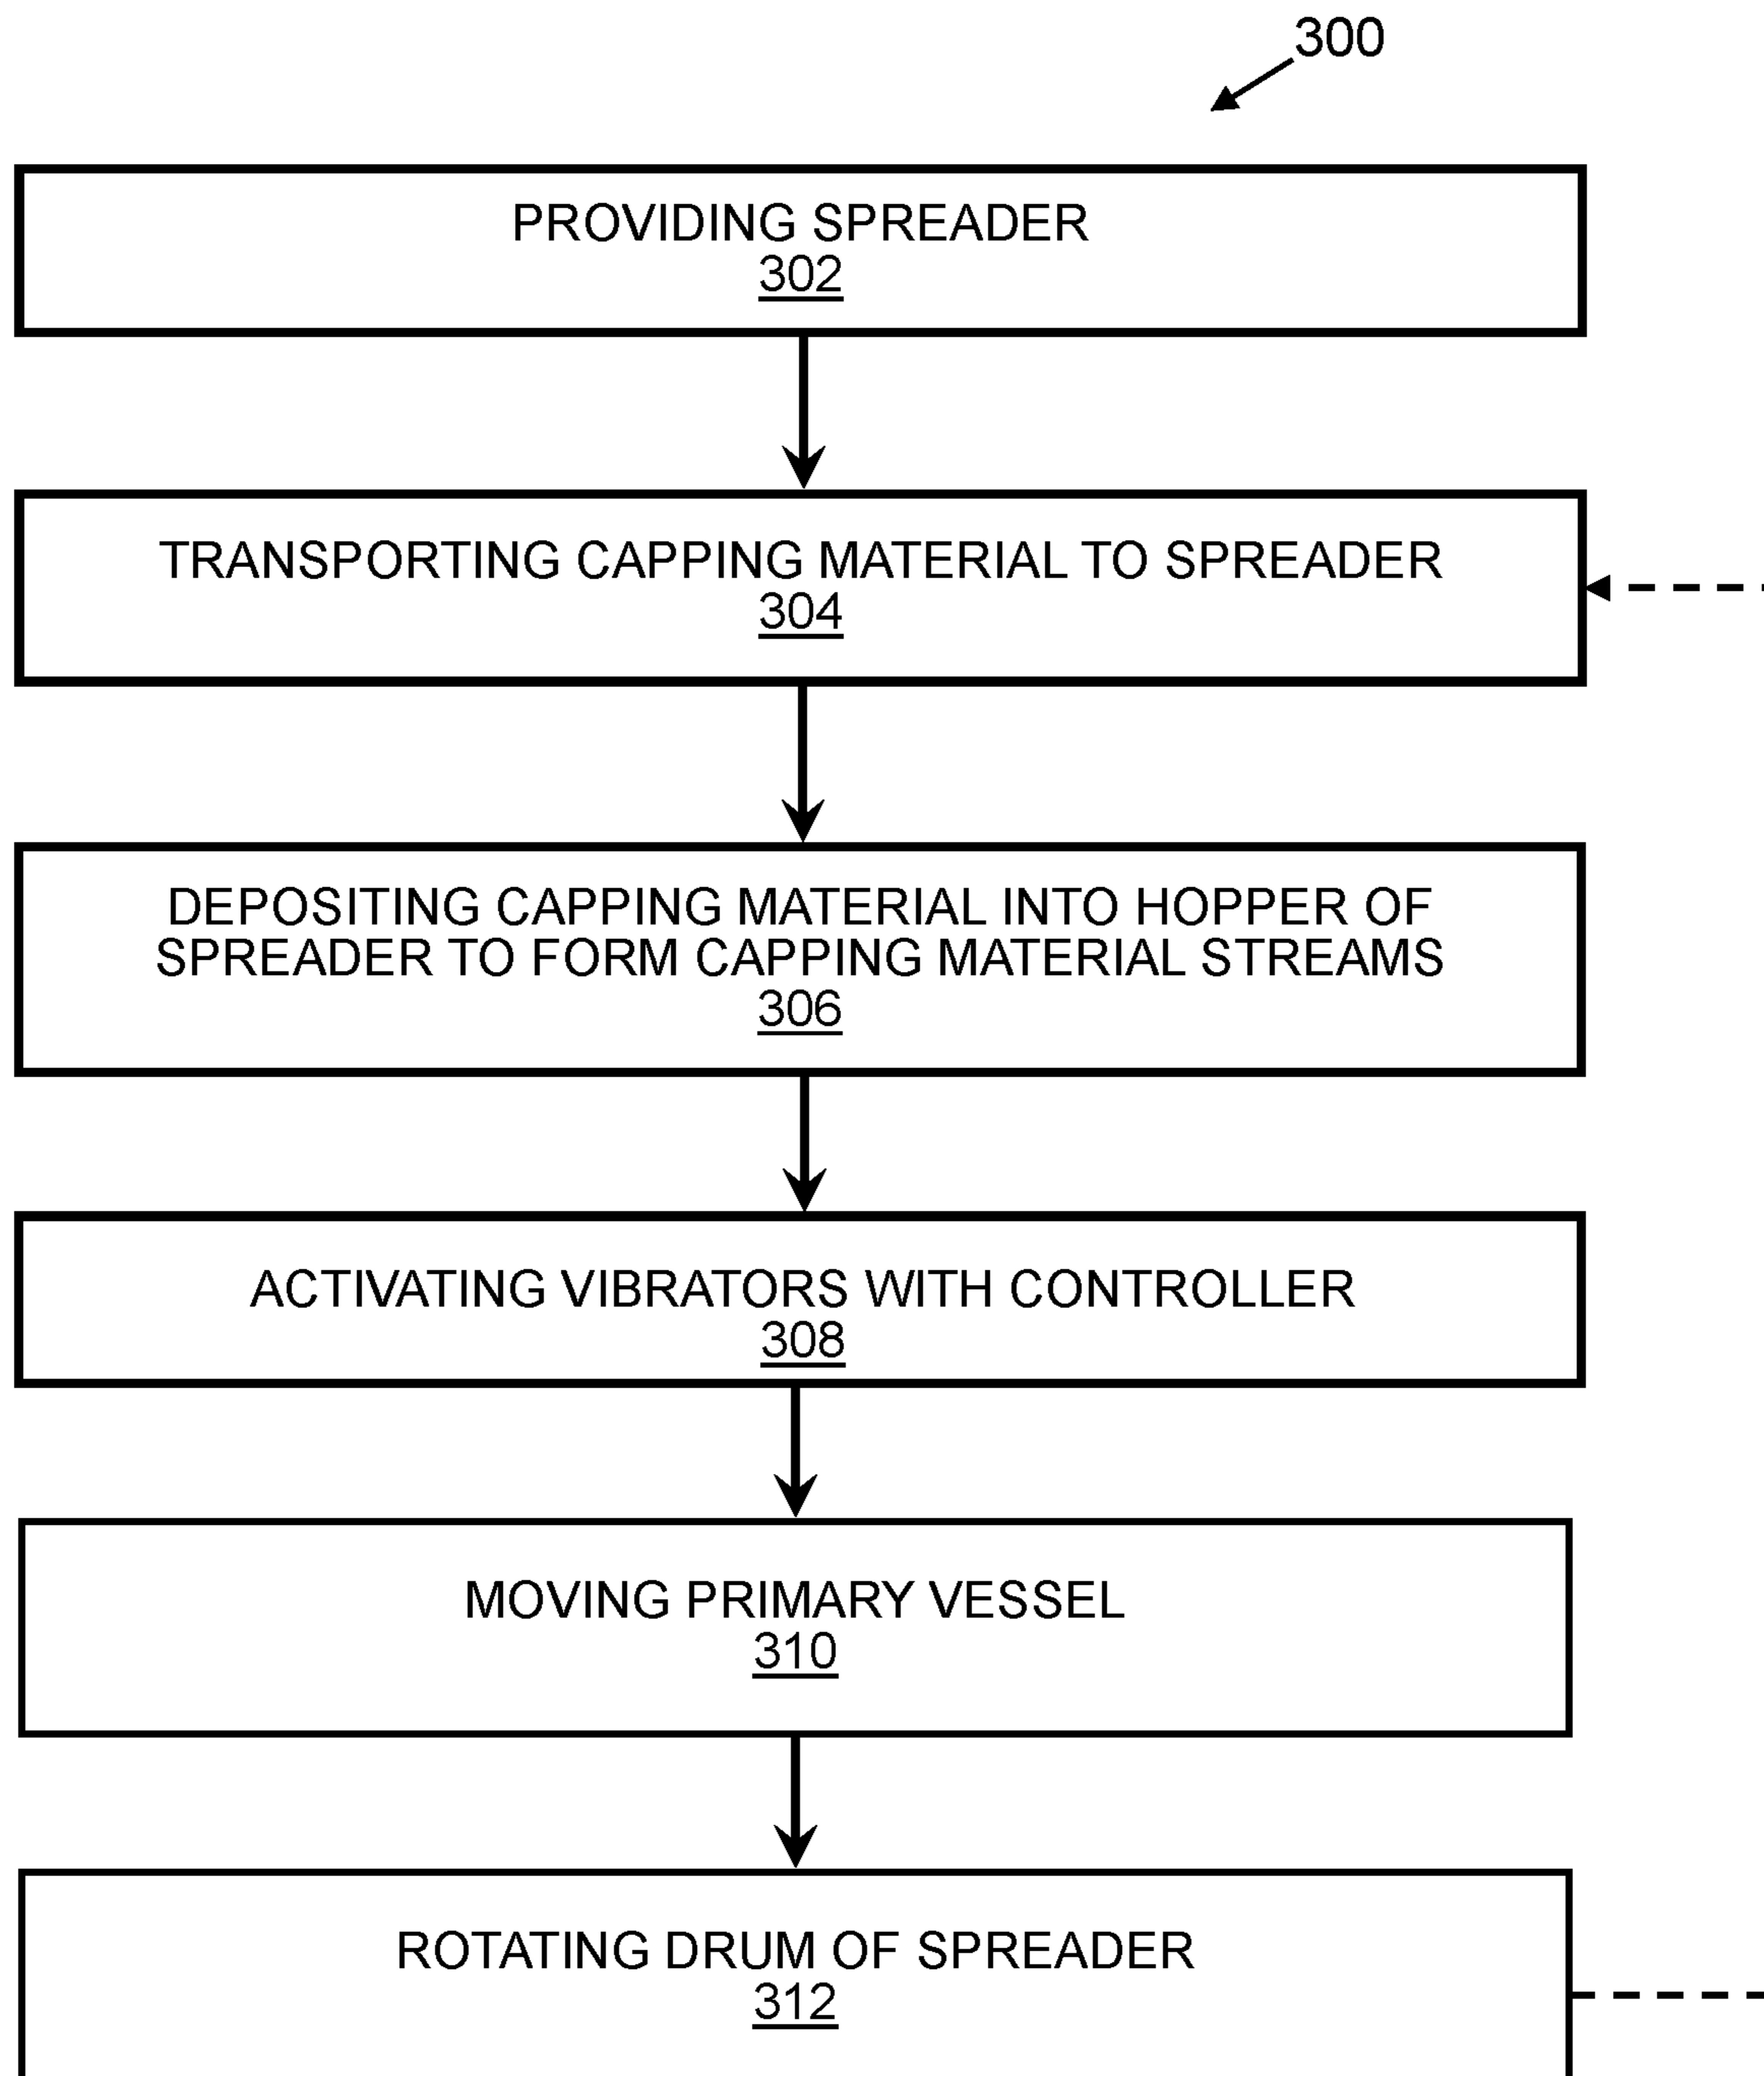 300
PROVIDING SPREADER
302
TRANSPORTING CAPPING MATERIAL TO SPREADER
304
DEPOSITING CAPPING MATERIAL INTO HOPPER OF
SPREADER TO FORM CAPPING MATERIAL STREAMS
306
ACTIVATING VIBRATORS WITH CONTROLLER
308
MOVING PRIMARY VESSEL
310
ROTATING DRUM OF SPREADER
312